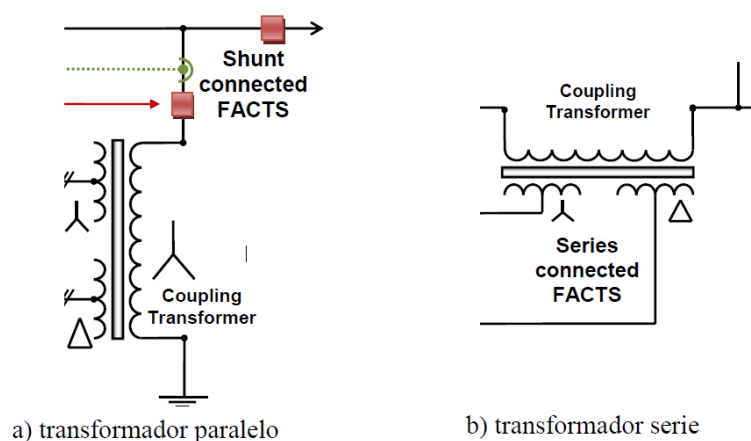 Shunt
connected
FACTS
Coupling
Transformer
a) transformador paralelo
Coupling
Transformer
Series
connected
FACTS
b) transformador serie